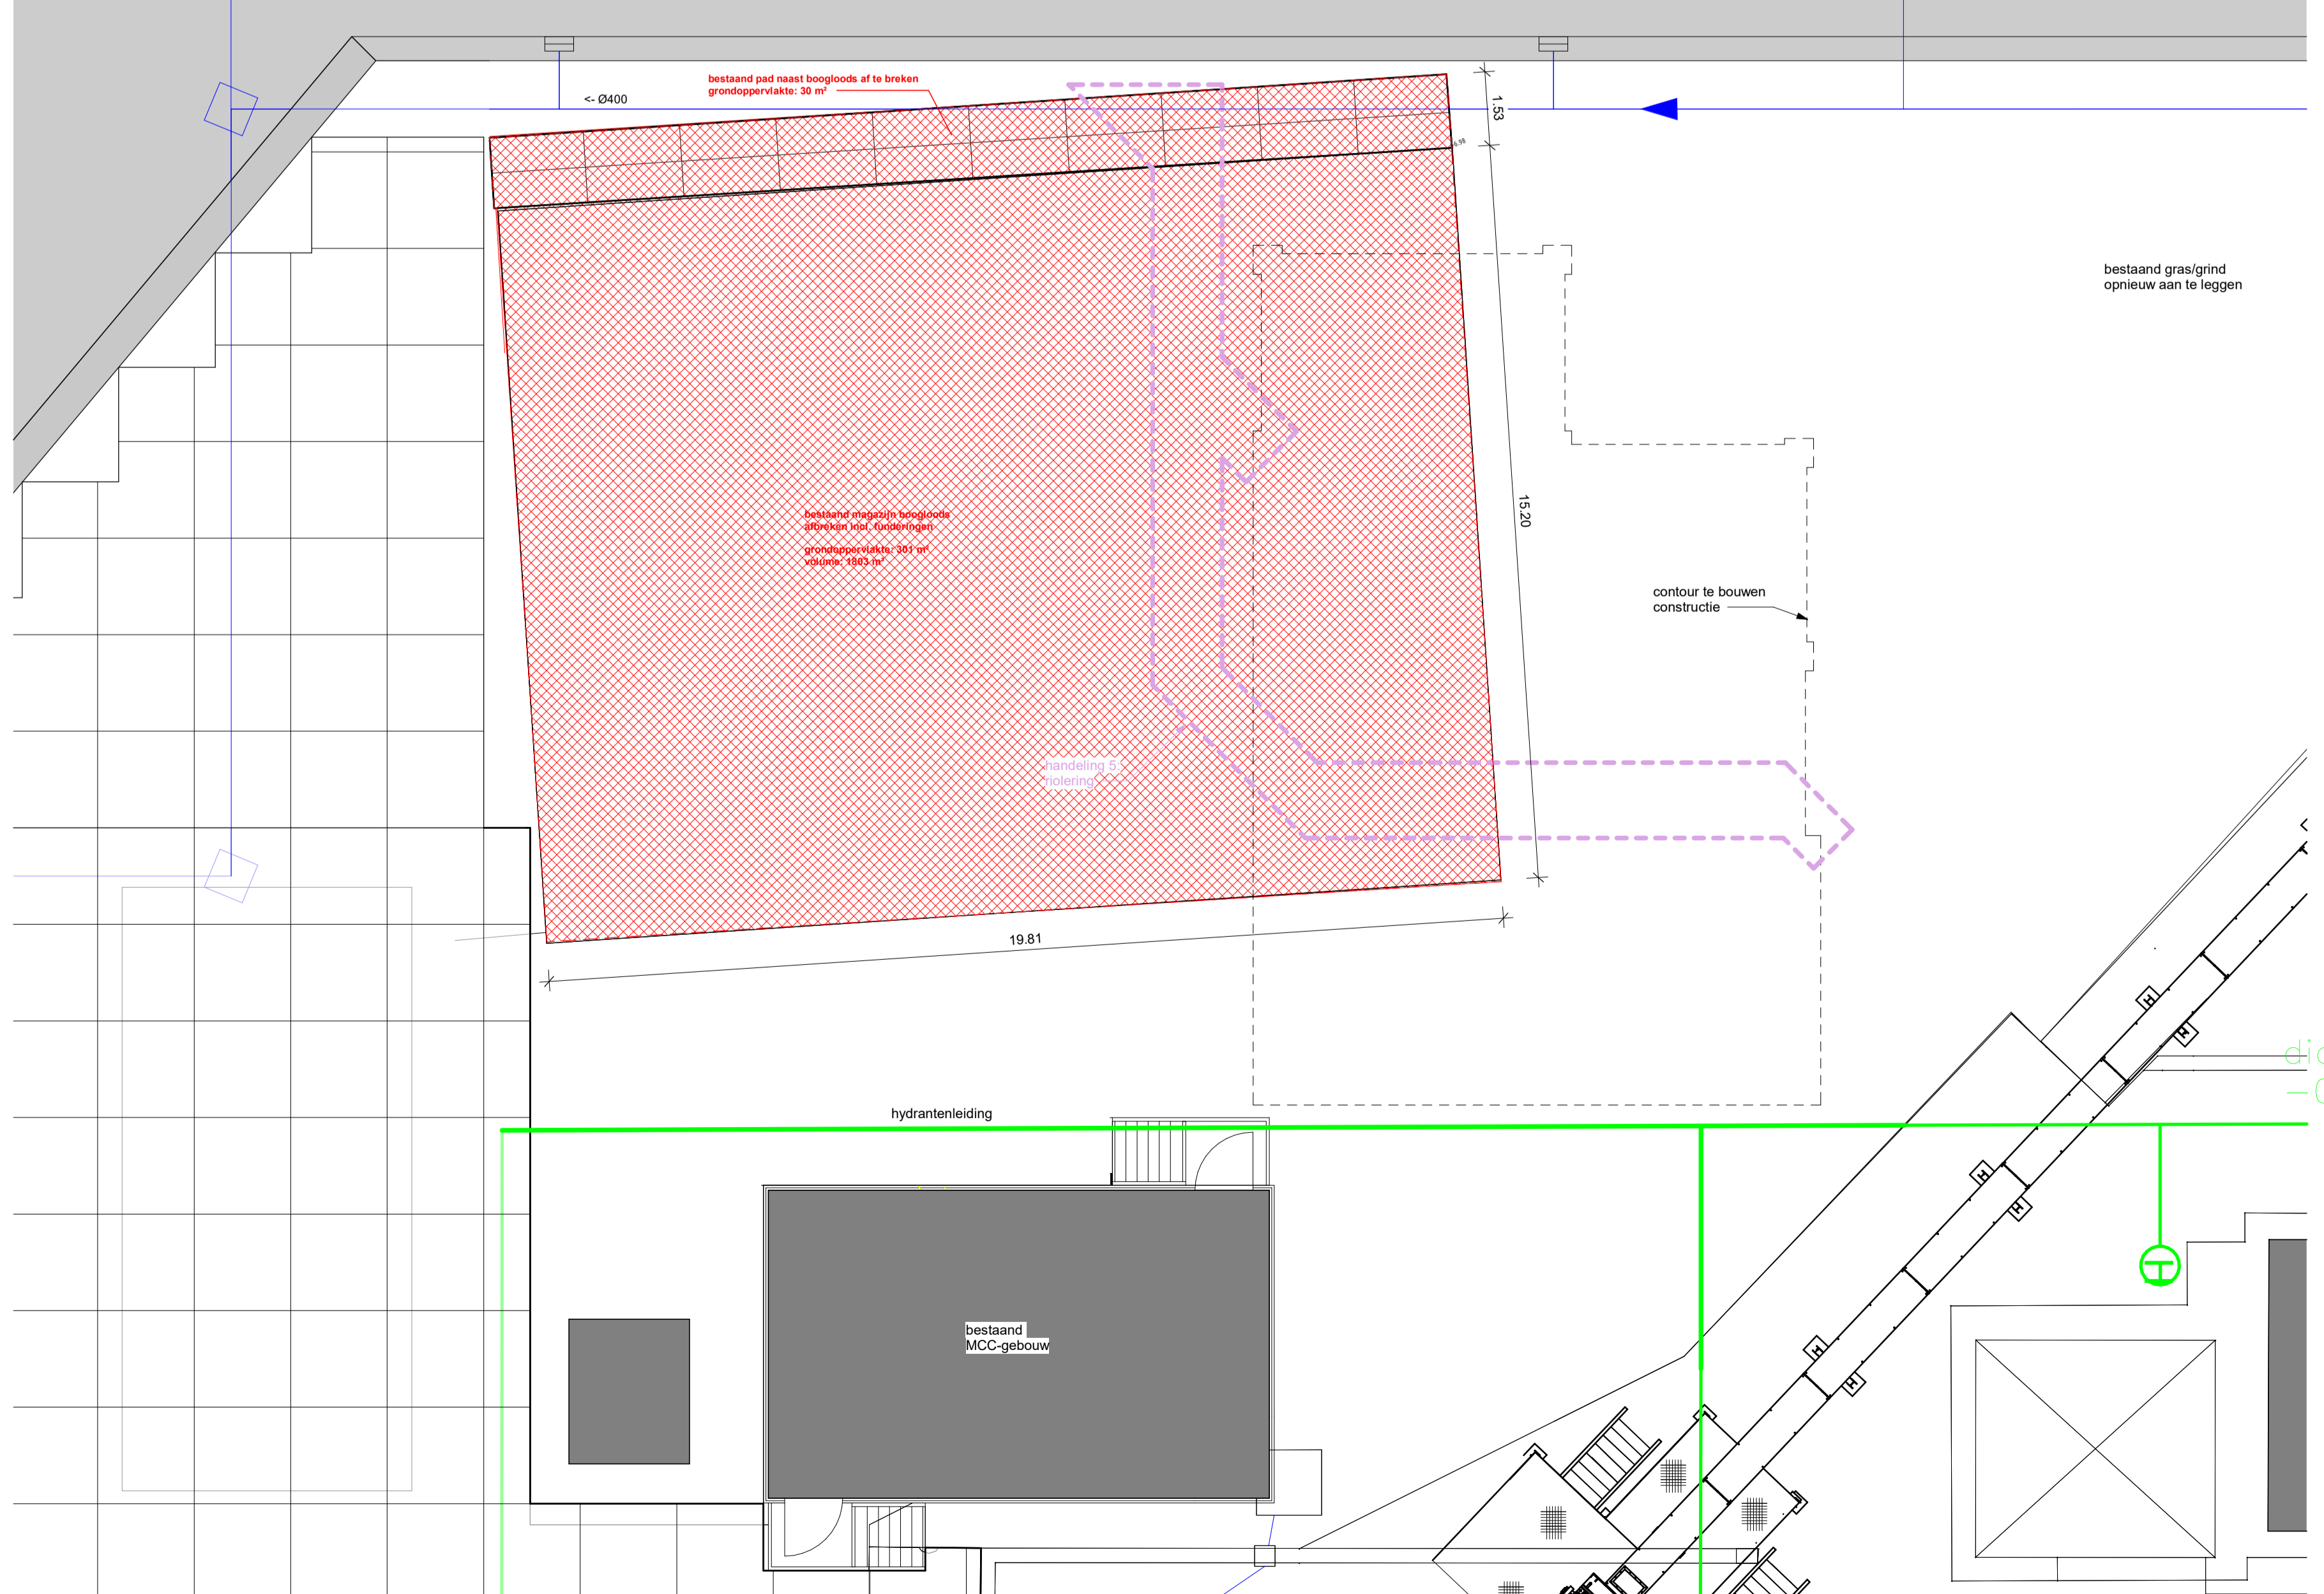 bestaand pad naast boogloods af te breken
grondoppervlakte: 30 m²
<- Ø400
1.53
bestaand gras/grind
opnieuw aan te leggen
15.20
bestaand magazijn boogloods
afbreken incl. funderingen
grondoppervlakte: 301 m²
volume: 1803 m³
contour te bouwen
constructie
handeling 5:
riolering
19.81
hydrantenleiding
H
H
H
H
H
H
H
bestaand
MCC-gebouw